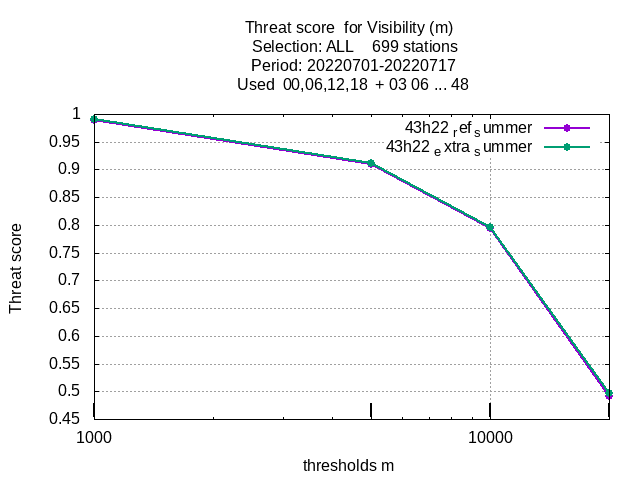 Threat score  for Visibility (m)
Selection: ALL    699 stations
Period: 20220701-20220717
Used  00,06,12,18  + 03 06 ... 48
43h22 ref summer
43h22 extra summer
1
0.95
0.9
0.85
0.8
0.75
0.7
0.65
0.6
0.55
0.5
0.45
Threat score
1000
10000
thresholds m